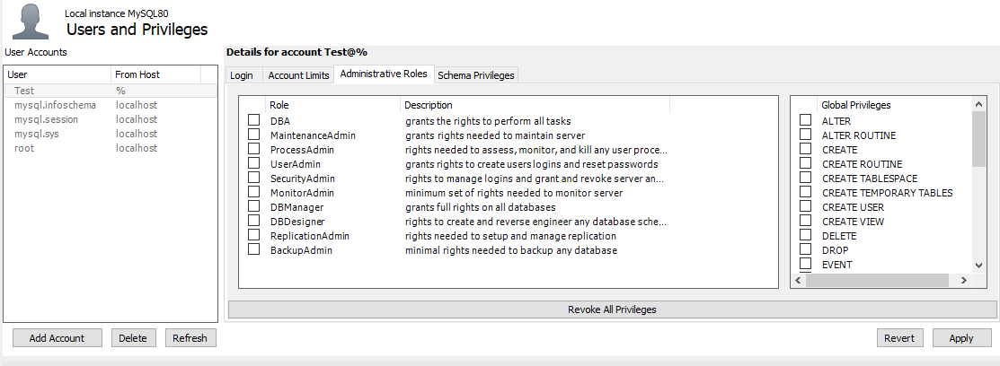 Local instance MySQL80
Users and Privileges
User Accounts
User From Host
Test %
mysql.infoschema localhost
mysql.session localhost
mysql.sys localhost
root localhost
Add Account Delete Refresh
Details for account Test@%
Login Account Limits Administrative Roles Schema Privileges
Role Description
DBA grants the rights to perform all tasks
MaintenanceAdmin grants rights needed to maintain server
ProcessAdmin rights needed to assess, monitor, and kill any user proce...
UserAdmin grants rights to create users logins and reset passwords
SecurityAdmin rights to manage logins and grant and revoke server an...
MonitorAdmin minimum set of rights needed to monitor server
DBManager grants full rights on all databases
DBDesigner rights to create and reverse engineer any database sche...
ReplicationAdmin rights needed to setup and manage replication
BackupAdmin minimal rights needed to backup any database
Global Privileges
ALTER
ALTER ROUTINE
CREATE
CREATE ROUTINE
CREATE TABLESPACE
CREATE TEMPORARY TABLES
CREATE USER
CREATE VIEW
DELETE
DROP
EVENT
Revoke All Privileges
Revert Apply